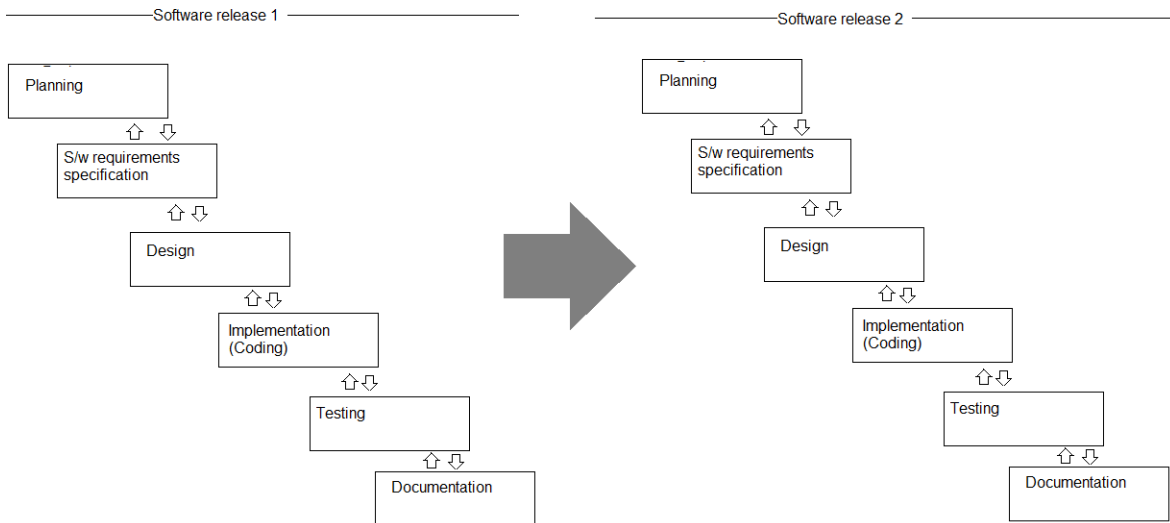 Software release 1
Planning
S/w requirements
specification
Design
Implementation
(Coding)
Testing
Documentation
Software release 2
Planning
S/w requirements
specification
Design
Implementation
(Coding)
Testing
Documentation